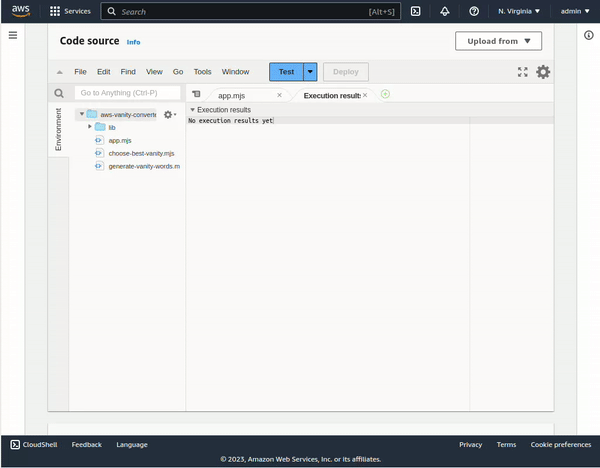 aws Services Search [Alt+S] N. Virginia admin
Code source Info Upload from
File Edit Find View Go Tools Window Test Deploy
Go to Anything (Ctrl-P) app.mjs Execution results
Environment
aws-vanity-converte
Execution results
No execution results yet
lib
app.mjs
choose-best-vanity.mjs
generate-vanity-words.m
CloudShell Feedback Language Privacy Terms Cookie preferences
© 2023, Amazon Web Services, Inc. or its affiliates.